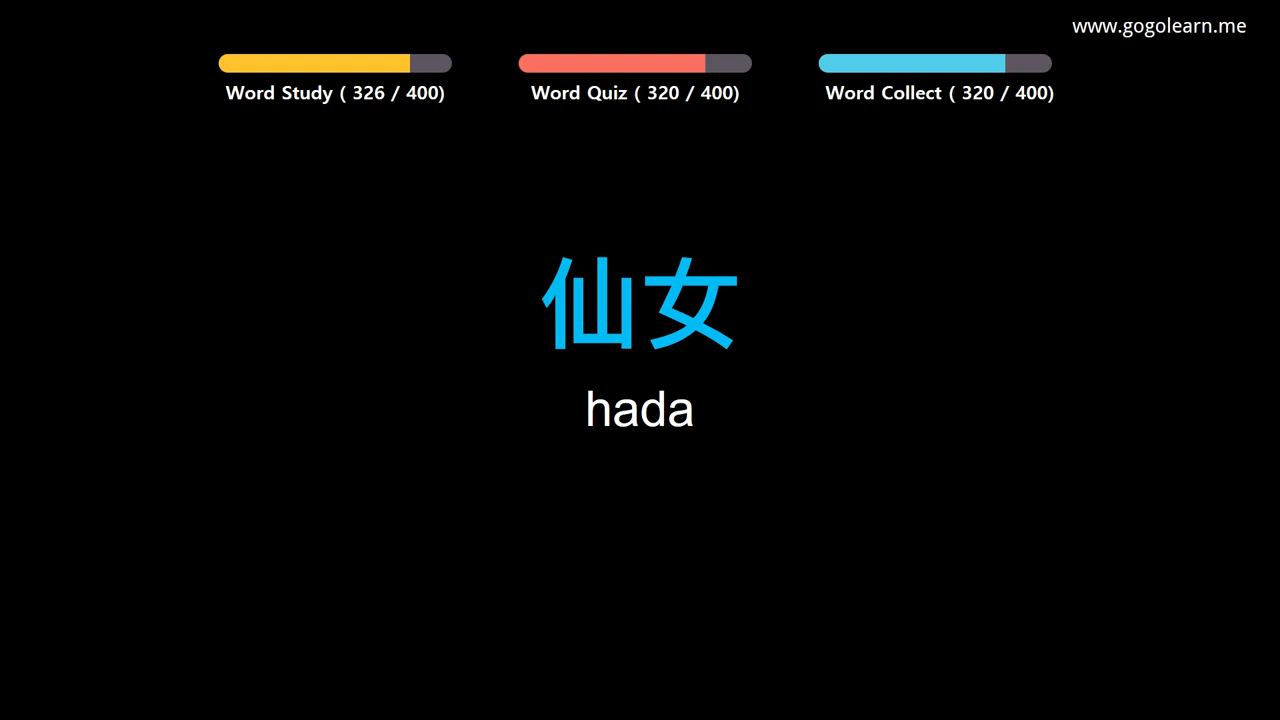 www.gogolearn.me
Word Study ( 326 / 400)
Word Quiz ( 320 / 400)
Word Collect ( 320 / 400)
仙女
hada